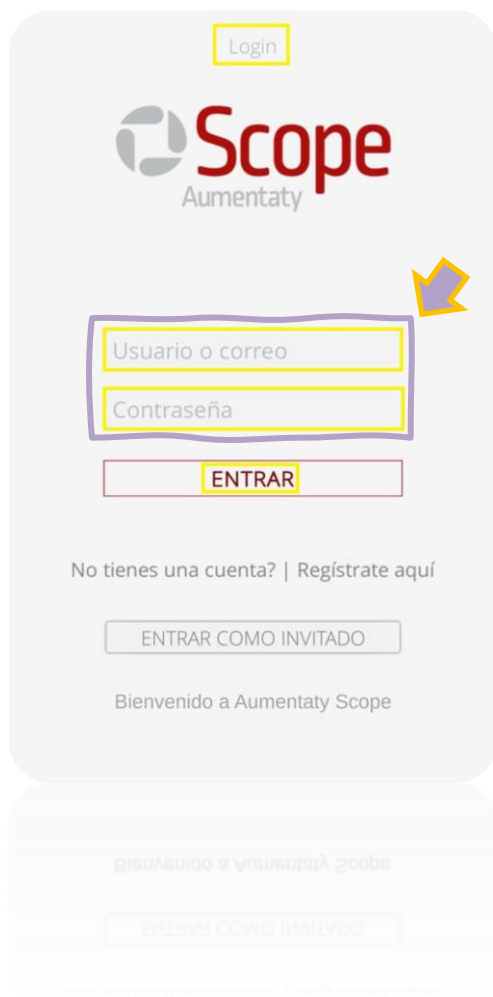 Login
Scope
Aumentaty
Usuario o correo
Contraseña
ENTRAR
No tienes una cuenta? | Regístrate aquí
ENTRAR COMO INVITADO
Bienvenido a Aumentaty Scope